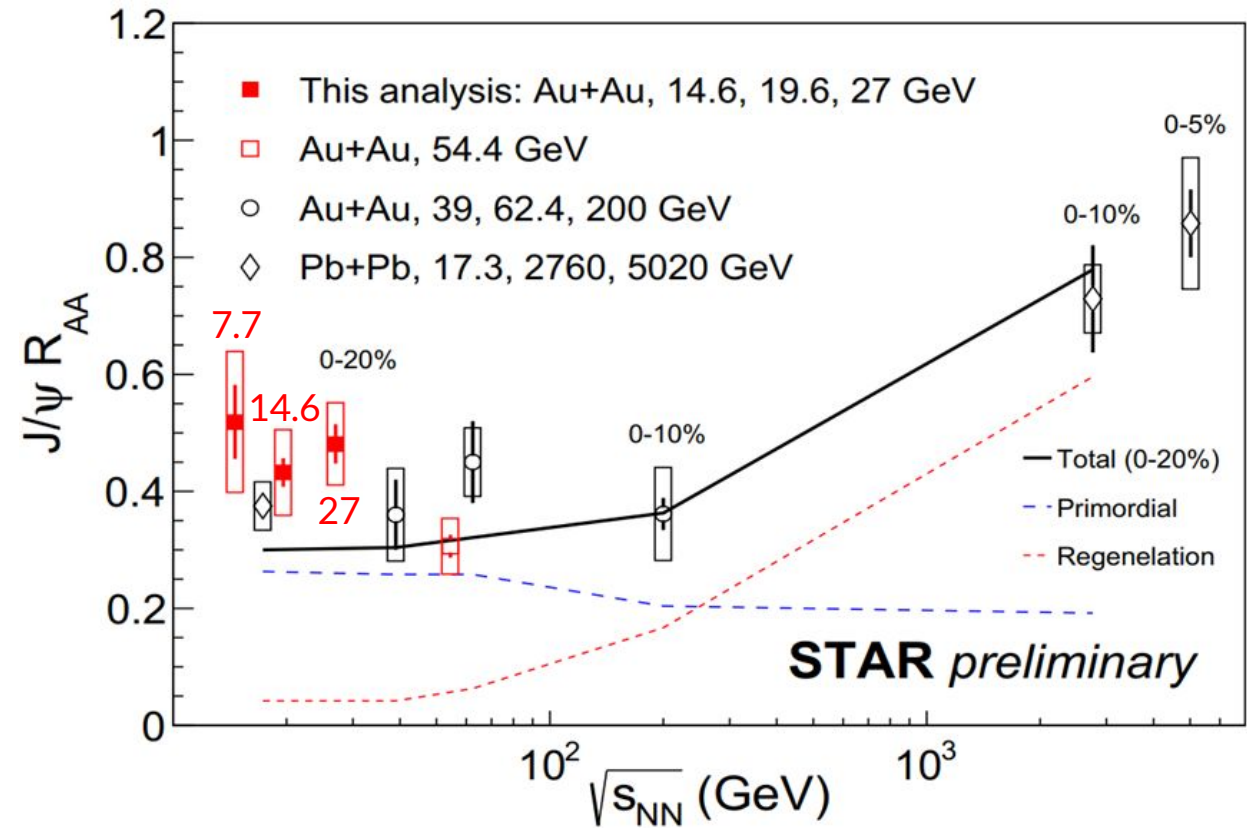 1.2
1
0.8
0.6
0.4
0.2
0
J/ψ R_AA
This analysis: Au+Au, 14.6, 19.6, 27 GeV
Au+Au, 54.4 GeV
Au+Au, 39, 62.4, 200 GeV
Pb+Pb, 17.3, 2760, 5020 GeV
0-5%
0-10%
7.7
0-20%
14.6
27
0-10%
Total (0-20%)
Primordial
Regenelation
STAR preliminary
10²
10³
√s_NN (GeV)